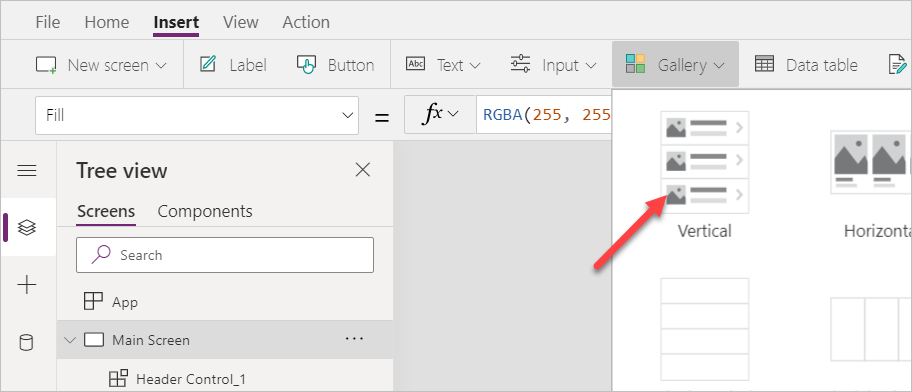 File Home Insert View Action
New screen Label Button Text Input Gallery Data table
Fill = fx RGBA(255, 255
Tree view
Screens Components
Search
App
Main Screen ...
Header Control_1
Vertical Horizonta